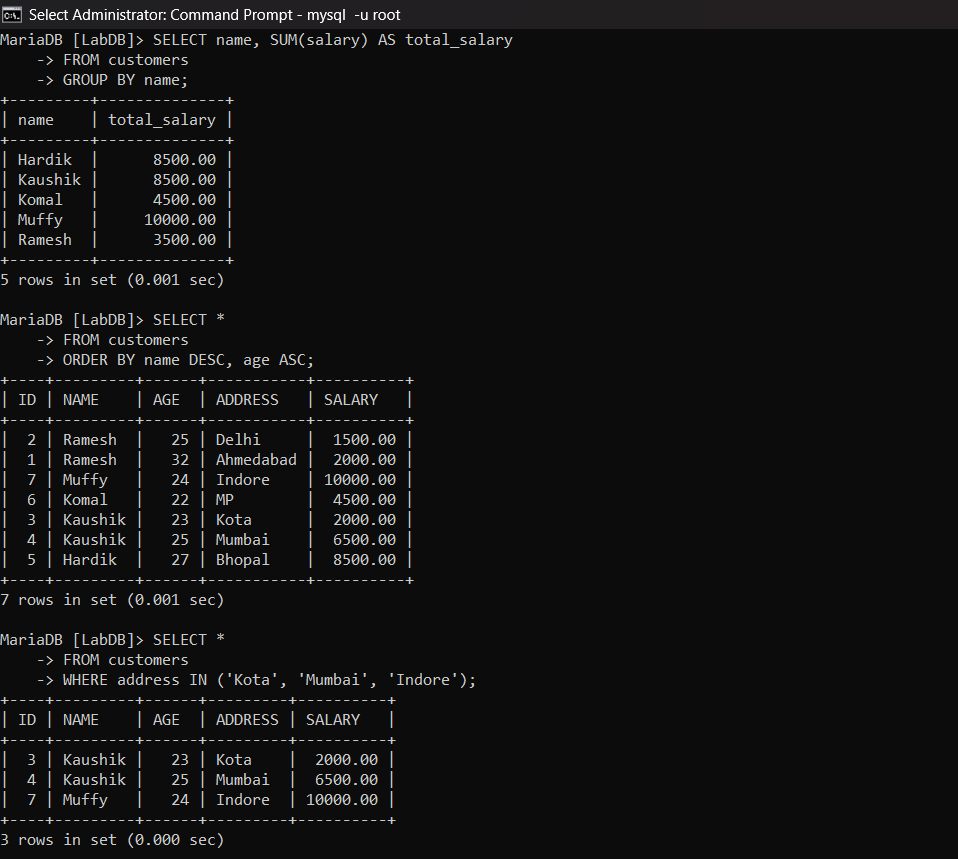 Select Administrator: Command Prompt - mysql  -u root
MariaDB [LabDB]> SELECT name, SUM(salary) AS total_salary
    -> FROM customers
    -> GROUP BY name;
+---------+--------------+
| name    | total_salary |
+---------+--------------+
| Hardik  |      8500.00 |
| Kaushik |      8500.00 |
| Komal   |      4500.00 |
| Muffy   |     10000.00 |
| Ramesh  |      3500.00 |
+---------+--------------+
5 rows in set (0.001 sec)

MariaDB [LabDB]> SELECT *
    -> FROM customers
    -> ORDER BY name DESC, age ASC;
+----+---------+------+-----------+----------+
| ID | NAME    | AGE  | ADDRESS   | SALARY   |
+----+---------+------+-----------+----------+
|  2 | Ramesh  |   25 | Delhi     |  1500.00 |
|  1 | Ramesh  |   32 | Ahmedabad |  2000.00 |
|  7 | Muffy   |   24 | Indore    | 10000.00 |
|  6 | Komal   |   22 | MP        |  4500.00 |
|  3 | Kaushik |   23 | Kota      |  2000.00 |
|  4 | Kaushik |   25 | Mumbai    |  6500.00 |
|  5 | Hardik  |   27 | Bhopal    |  8500.00 |
+----+---------+------+-----------+----------+
7 rows in set (0.001 sec)

MariaDB [LabDB]> SELECT *
    -> FROM customers
    -> WHERE address IN ('Kota', 'Mumbai', 'Indore');
+----+---------+------+---------+----------+
| ID | NAME    | AGE  | ADDRESS | SALARY   |
+----+---------+------+---------+----------+
|  3 | Kaushik |   23 | Kota    |  2000.00 |
|  4 | Kaushik |   25 | Mumbai  |  6500.00 |
|  7 | Muffy   |   24 | Indore  | 10000.00 |
+----+---------+------+---------+----------+
3 rows in set (0.000 sec)